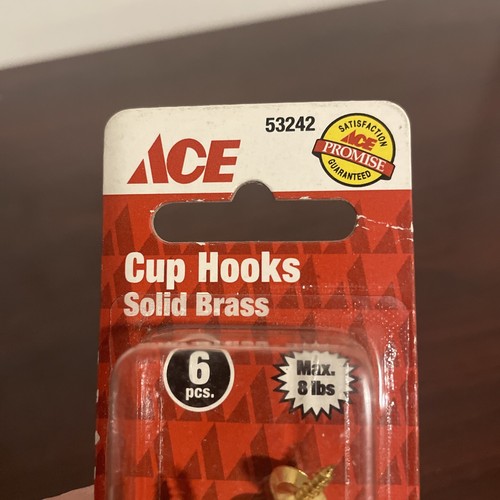 53242
ACE
SATISFACTION
ACE
PROMISE
GUARANTEED
Cup Hooks
Solid Brass
6
pcs.
Max.
8 lbs